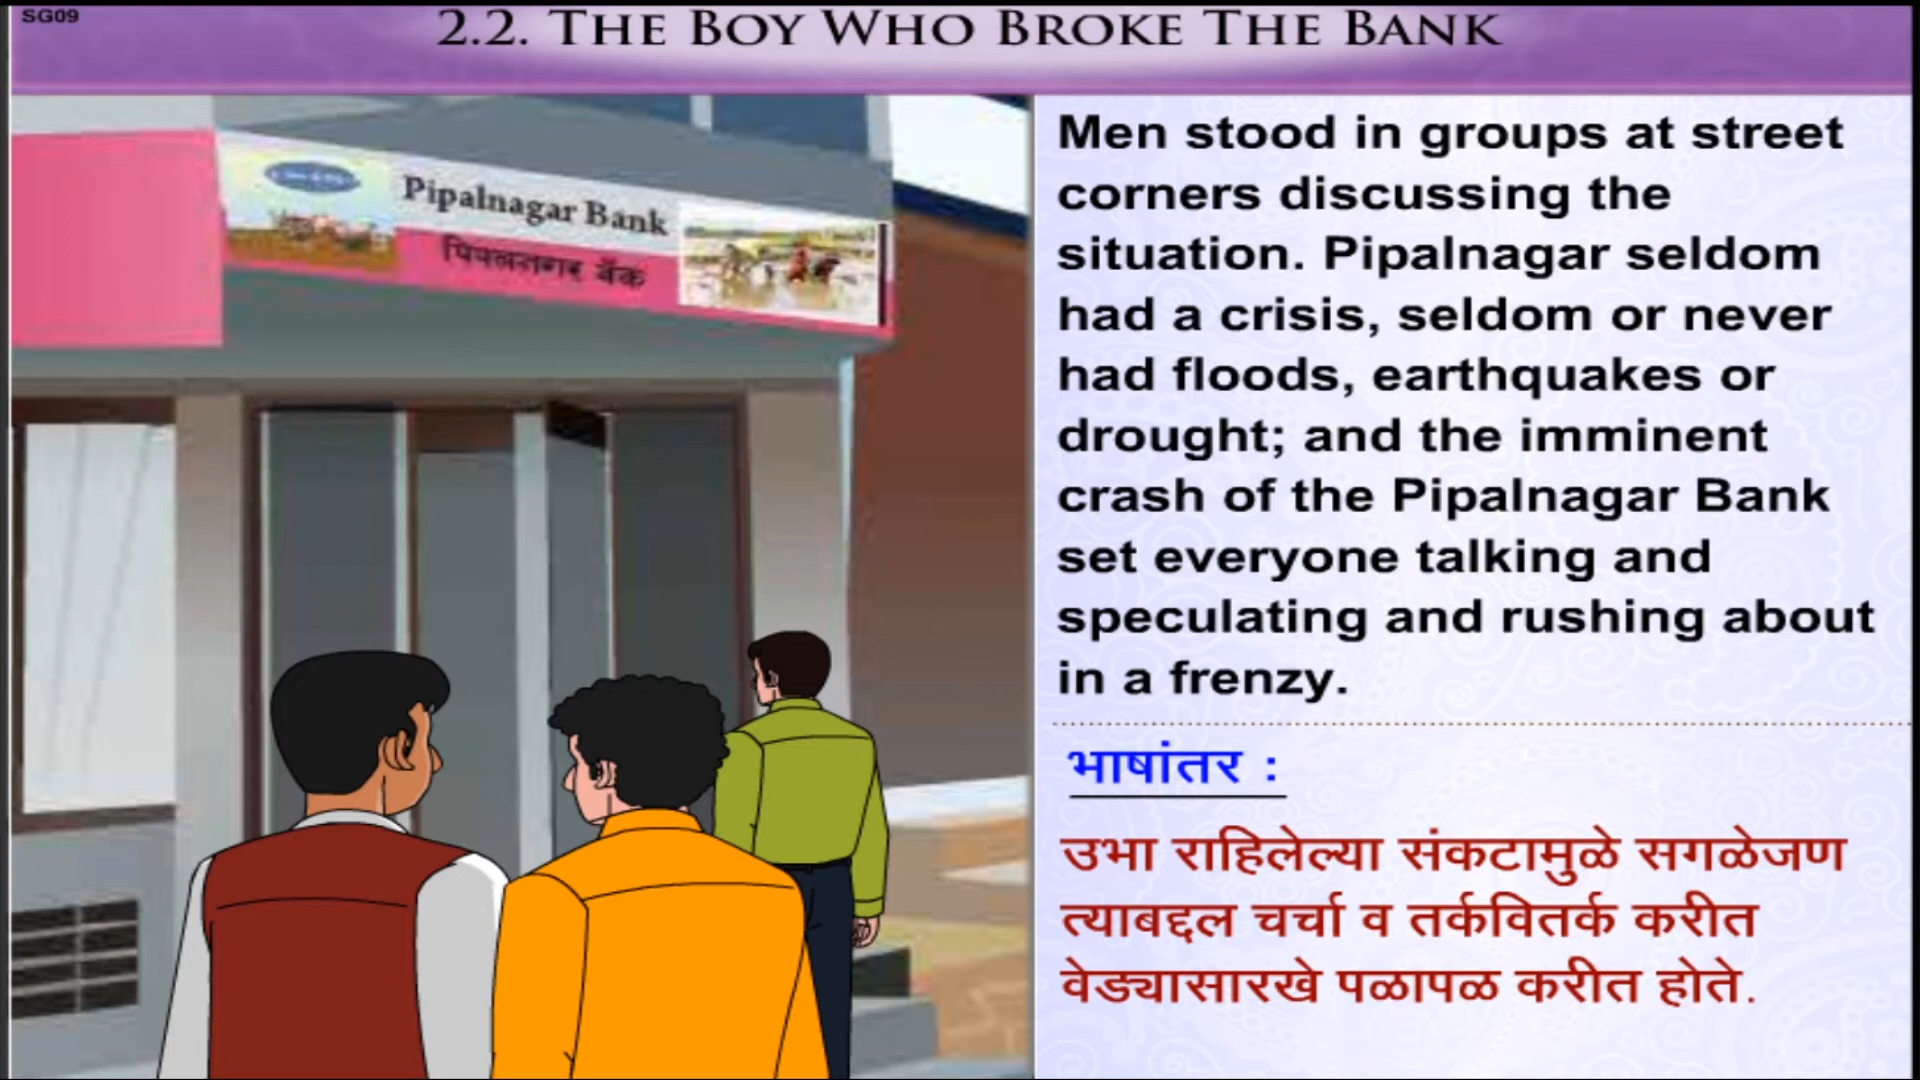 SG09
2.2. The Boy Who Broke The Bank
Pipalnagar Bank
पिपलनगर बँक
Men stood in groups at street
corners discussing the
situation. Pipalnagar seldom
had a crisis, seldom or never
had floods, earthquakes or
drought; and the imminent
crash of the Pipalnagar Bank
set everyone talking and
speculating and rushing about
in a frenzy.
भाषांतर :
उभा राहिलेल्या संकटामुळे सगळेजण
त्याबद्दल चर्चा व तर्कवितर्क करीत
वेड्यासारखे पळापळ करीत होते.